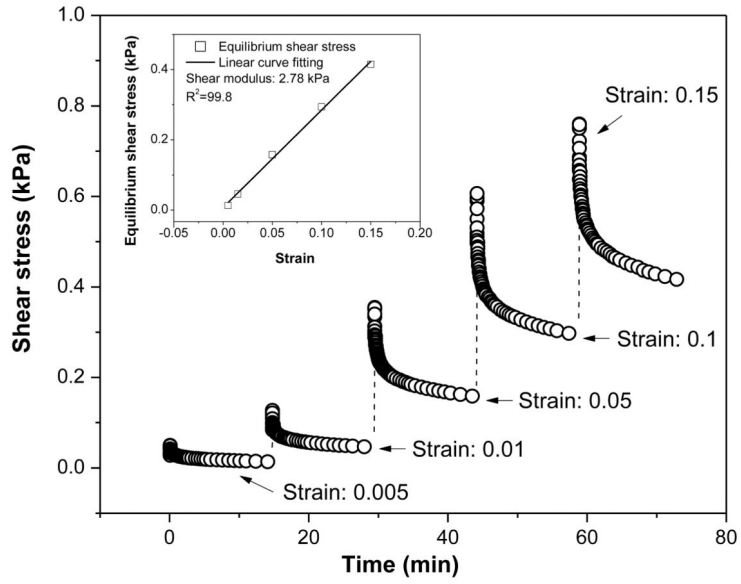 1.0
0.8
0.6
0.4
0.2
0.0
Shear stress (kPa)
0
20
40
60
80
Time (min)
Equilibrium shear stress
Linear curve fitting
Shear modulus: 2.78 kPa
R²=99.8
0.4
0.2
0.0
Equilibrium shear stress (kPa)
-0.05
0.00
0.05
0.10
0.15
0.20
Strain
Strain: 0.15
Strain: 0.1
Strain: 0.05
Strain: 0.01
Strain: 0.005